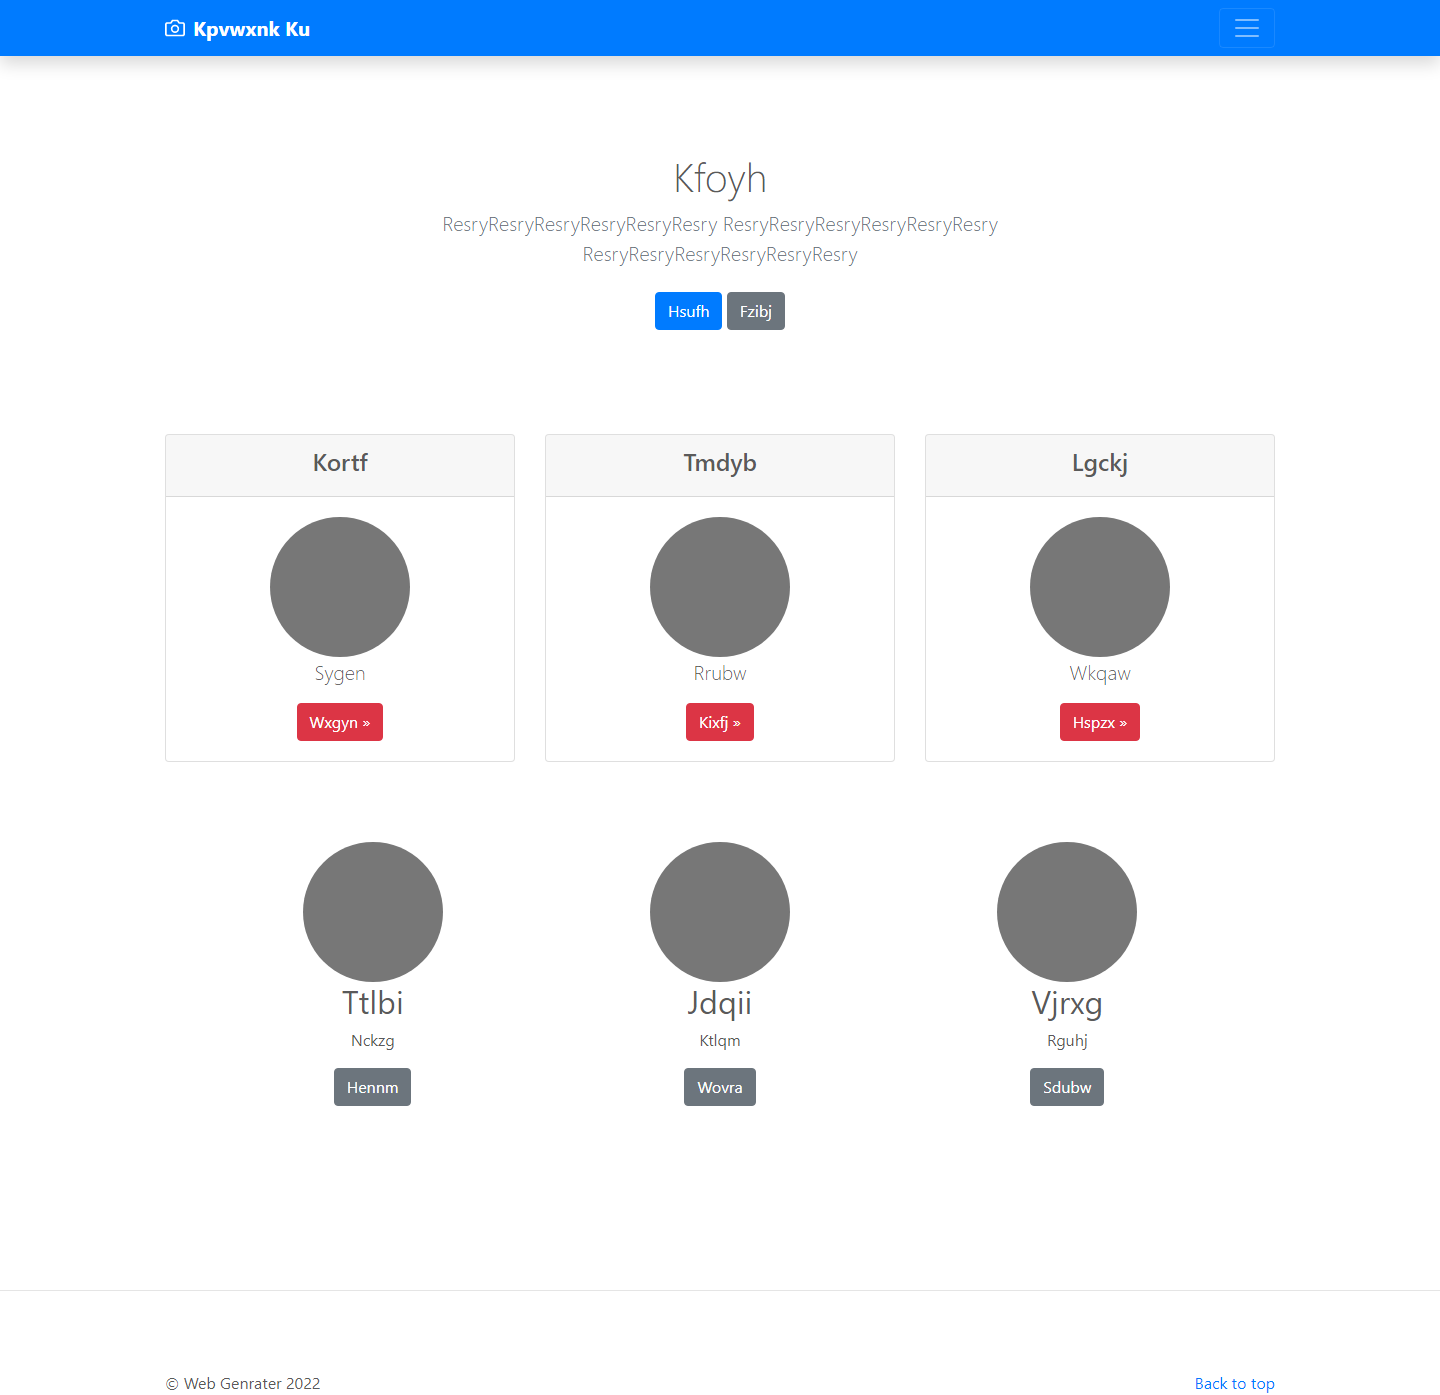 Kpvwxnk Ku
Kfoyh
ResryResryResryResryResryResry ResryResryResryResryResryResry
ResryResryResryResryResryResry
Hsufh Fzibj
Kortf Tmdyb Lgckj
Sygen Rrubw Wkqaw
Wxgyn » Kixfj » Hspzx »
Ttlbi Jdqii Vjrxg
Nckzg Ktlqm Rguhj
Hennm Wovra Sdubw
© Web Genrater 2022 Back to top